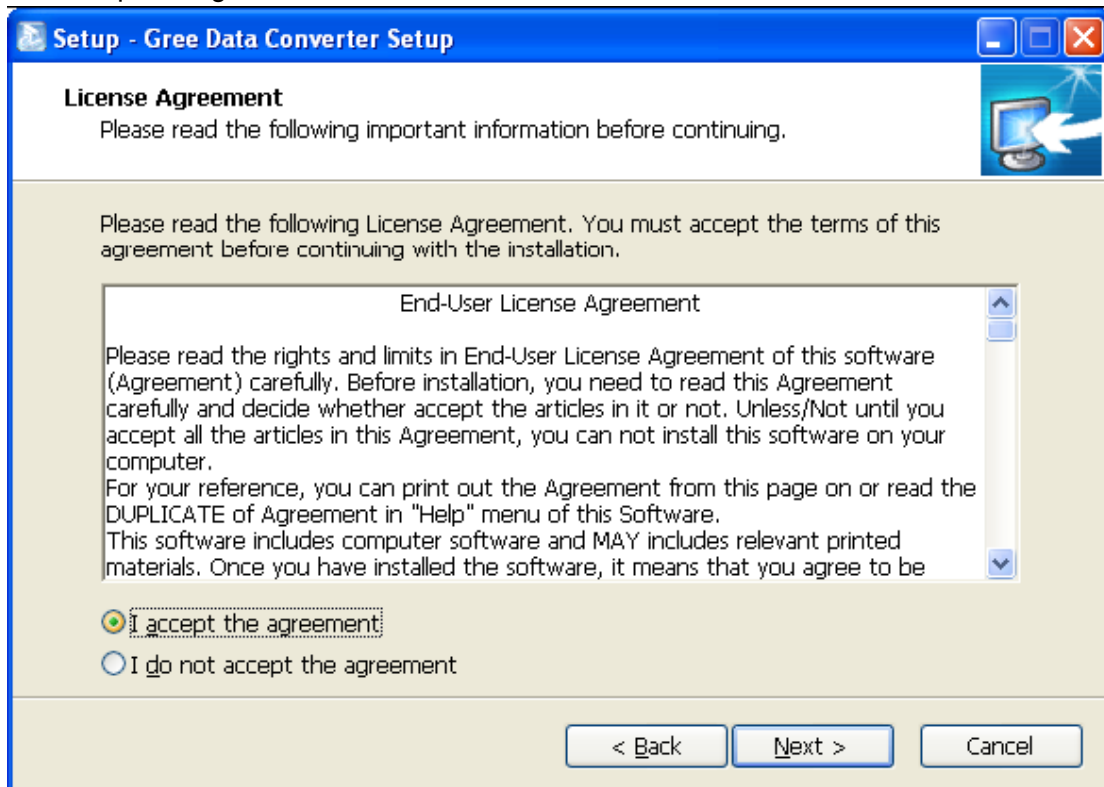 Setup - Gree Data Converter Setup
License Agreement
Please read the following important information before continuing.
Please read the following License Agreement. You must accept the terms of this
agreement before continuing with the installation.
End-User License Agreement
Please read the rights and limits in End-User License Agreement of this software
(Agreement) carefully. Before installation, you need to read this Agreement
carefully and decide whether accept the articles in it or not. Unless/Not until you
accept all the articles in this Agreement, you can not install this software on your
computer.
For your reference, you can print out the Agreement from this page on or read the
DUPLICATE of Agreement in "Help" menu of this Software.
This software includes computer software and MAY includes relevant printed
materials. Once you have installed the software, it means that you agree to be
I accept the agreement
I do not accept the agreement
< Back Next > Cancel